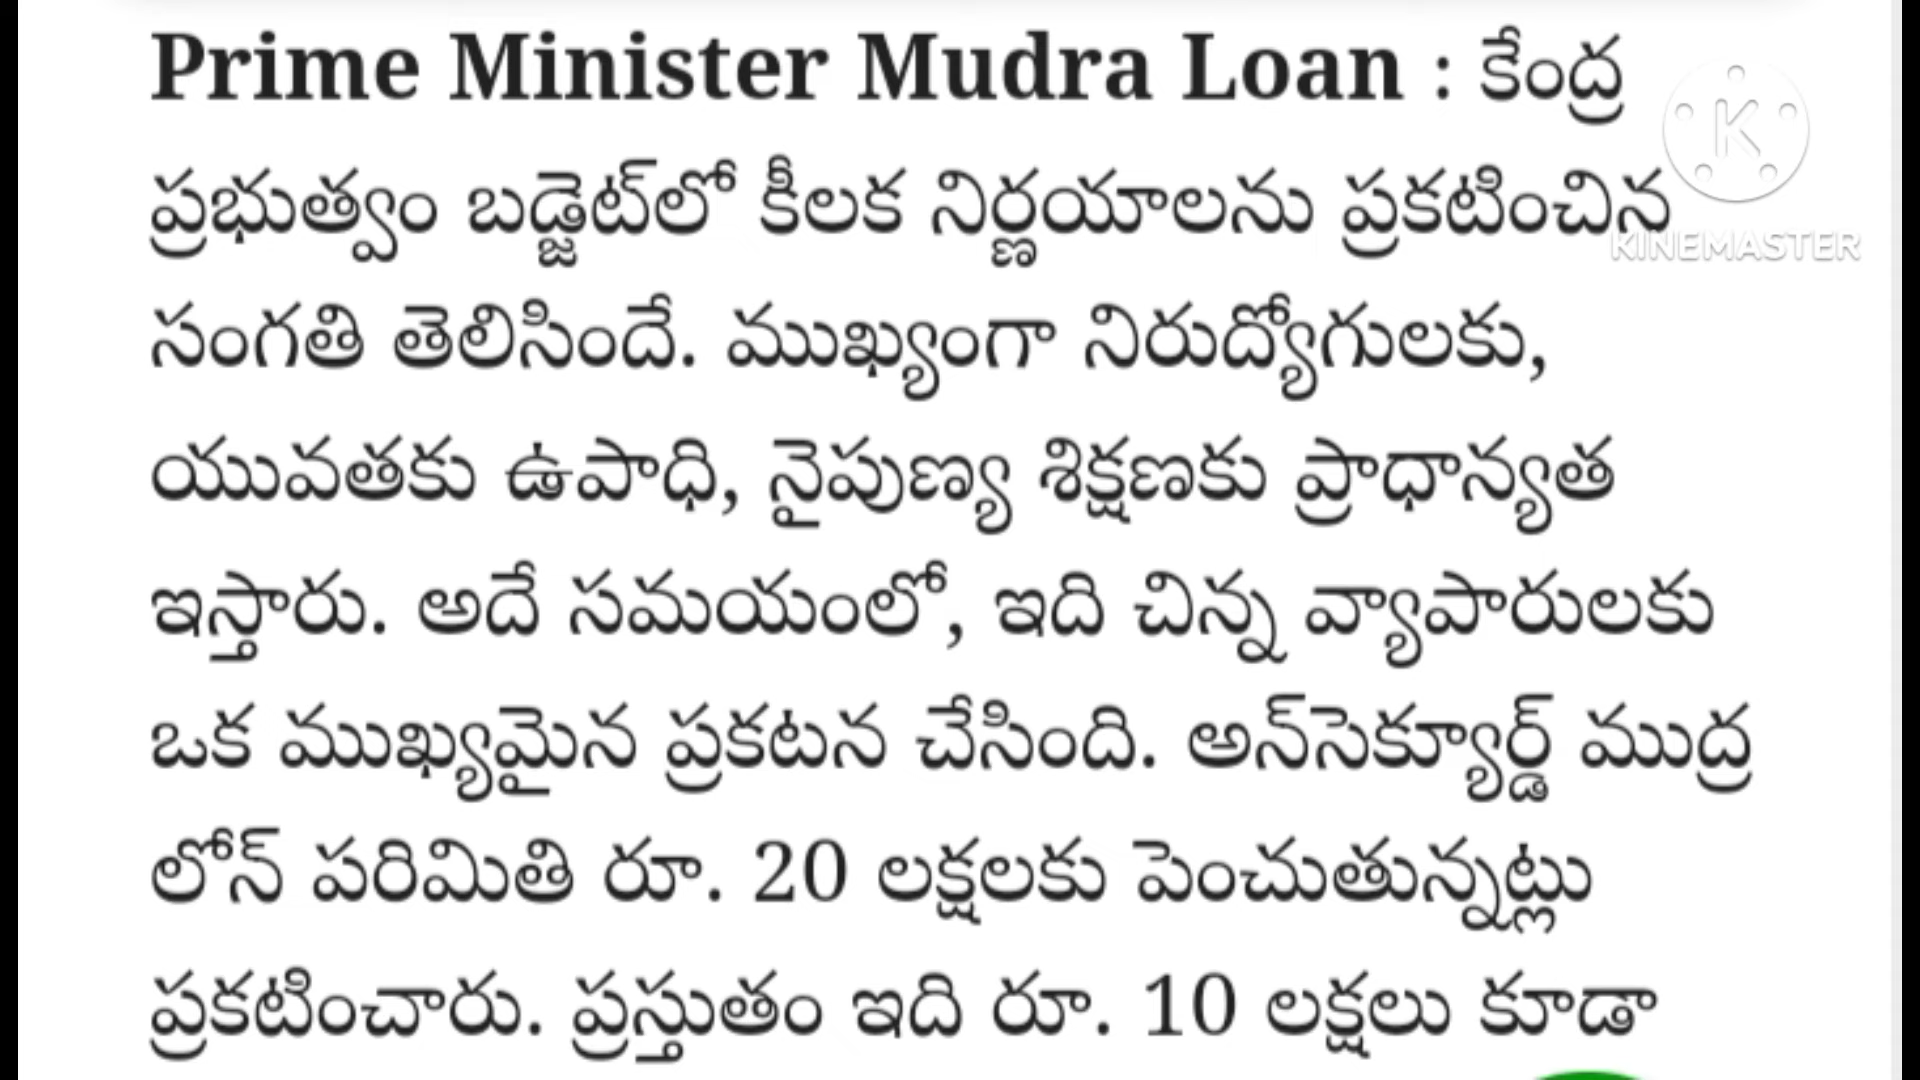 Prime Minister Mudra Loan : కేంద్ర
ప్రభుత్వం బడ్జెట్‌లో కీలక నిర్ణయాలను ప్రకటించిన
సంగతి తెలిసిందే. ముఖ్యంగా నిరుద్యోగులకు,
యువతకు ఉపాధి, నైపుణ్య శిక్షణకు ప్రాధాన్యత
ఇస్తారు. అదే సమయంలో, ఇది చిన్న వ్యాపారులకు
ఒక ముఖ్యమైన ప్రకటన చేసింది. అన్‌సెక్యూర్డ్ ముద్ర
లోన్ పరిమితి రూ. 20 లక్షలకు పెంచుతున్నట్లు
ప్రకటించారు. ప్రస్తుతం ఇది రూ. 10 లక్షలు కూడా
K
KINEMASTER